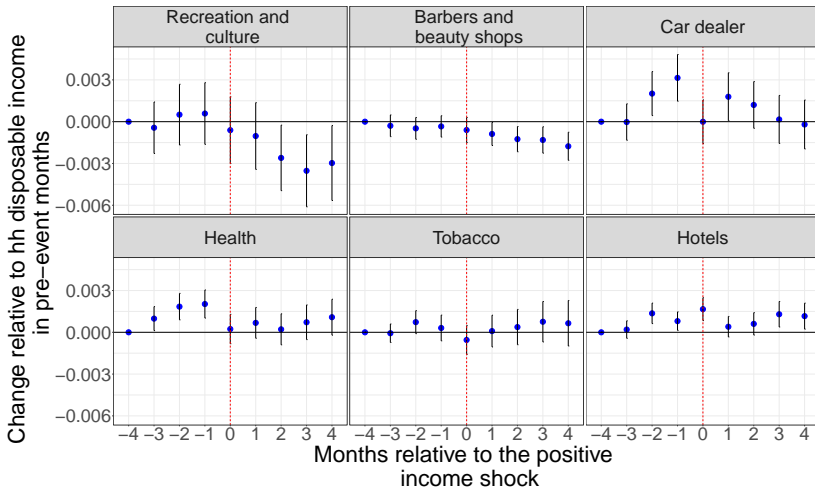 Change relative to hh disposable income
in pre−event months
Recreation and
culture
Barbers and
beauty shops
Car dealer
0.003
0.000
−0.003
−0.006
Health
Tobacco
Hotels
0.003
0.000
−0.003
−0.006
−4 −3 −2 −1 0 1 2 3 4 −4 −3 −2 −1 0 1 2 3 4 −4 −3 −2 −1 0 1 2 3 4
Months relative to the positive
income shock